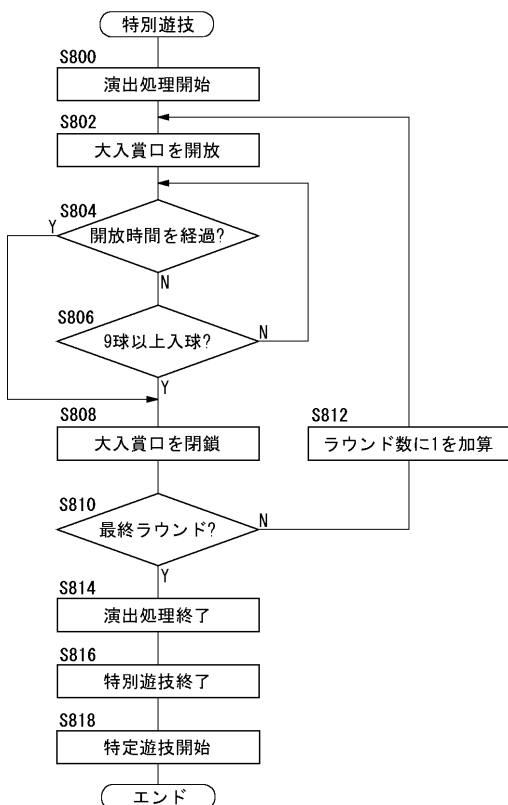 特別遊技
S800
演出処理開始
S802
大入賞口を開放
S804
Y
開放時間を経過?
N
S806
9球以上入球?
N
Y
S808
大入賞口を閉鎖
S812
ラウンド数に1を加算
S810
最終ラウンド?
N
Y
S814
演出処理終了
S816
特別遊技終了
S818
特定遊技開始
エンド